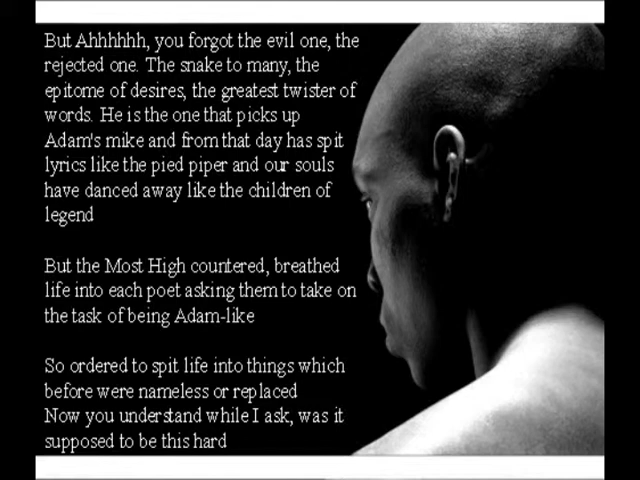 But Ahhhhhh, you forgot the evil one, the
rejected one. The snake to many, the
epitome of desires, the greatest twister of
words. He is the one that picks up
Adam's mike and from that day has spit
lyrics like the pied piper and our souls
have danced away like the children of
legend
But the Most High countered, breathed
life into each poet asking them to take on
the task of being Adam-like
So ordered to spit life into things which
before were nameless or replaced
Now you understand while I ask, was it
supposed to be this hard